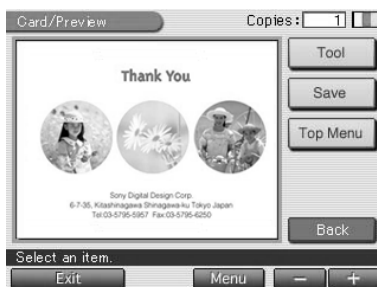 Card/Preview
Copies: 1
Tool
Save
Top Menu
Thank You
Sony Digital Design Corp.
6-7-35, Kitashinagawa Shinagawa-ku Tokyo Japan
Tel:03-5795-5957 Fax:03-5795-6250
Back
Select an item.
Exit
Menu
− +